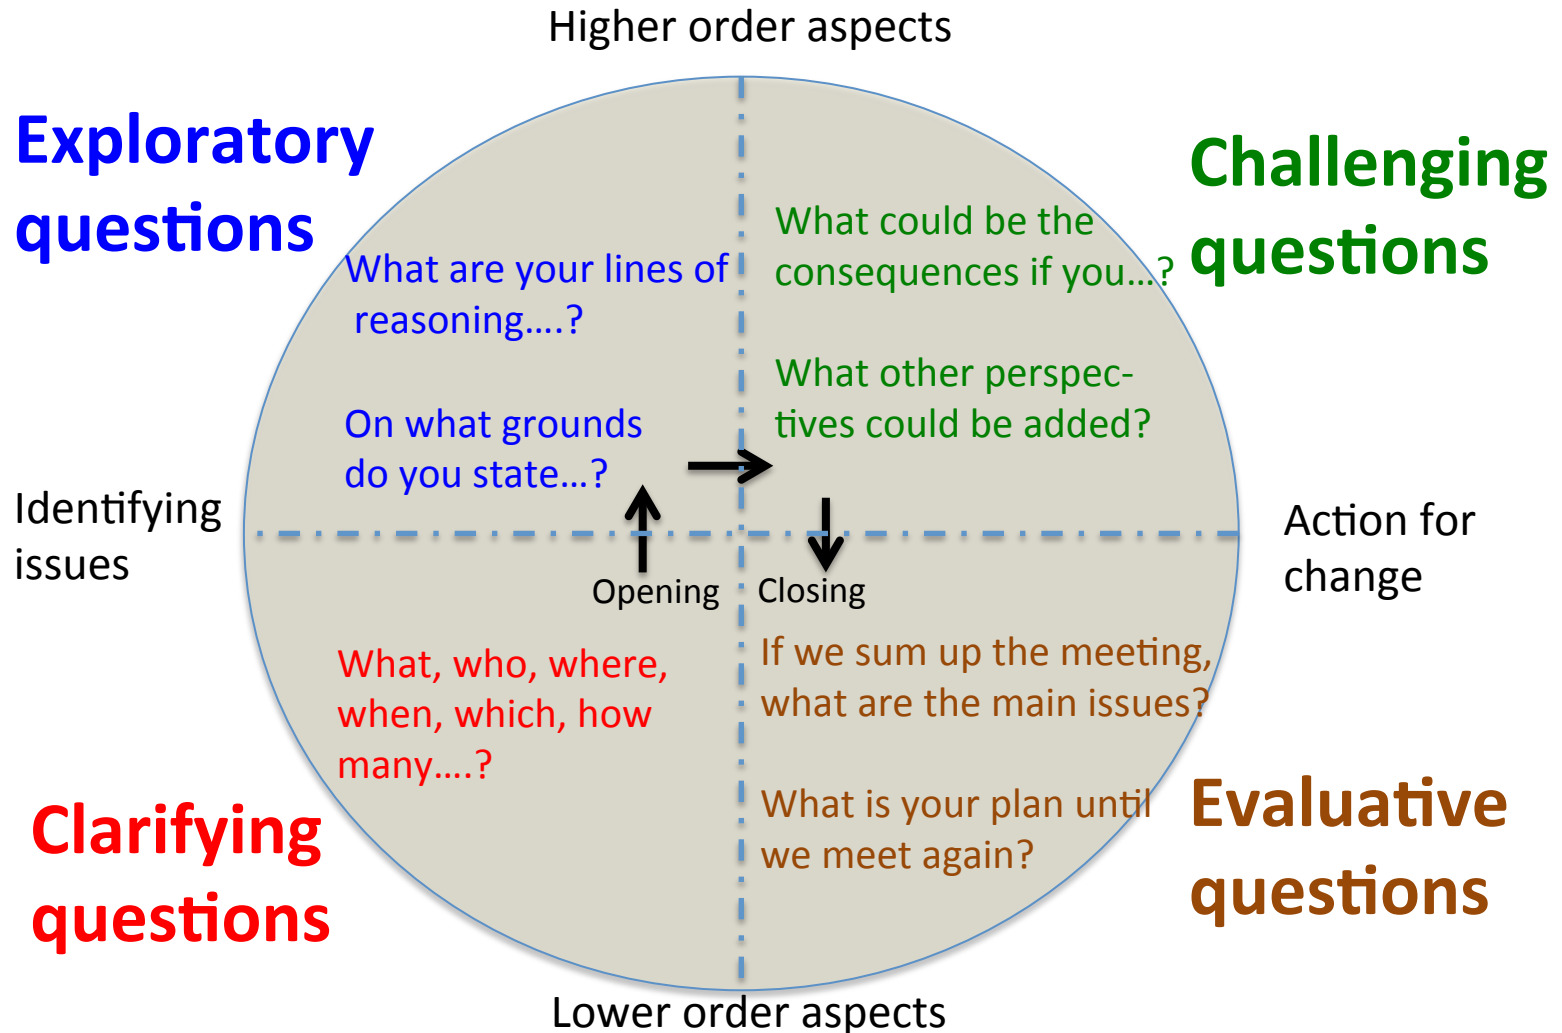 Higher order aspects
Exploratory
questions
Challenging
questions
What are your lines of
reasoning....?
On what grounds
do you state...?
What could be the
consequences if you...?
What other perspec-
tives could be added?
Identifying
issues
Action for
change
Opening
Closing
What, who, where,
when, which, how
many....?
If we sum up the meeting,
what are the main issues?
What is your plan until
we meet again?
Clarifying
questions
Evaluative
questions
Lower order aspects